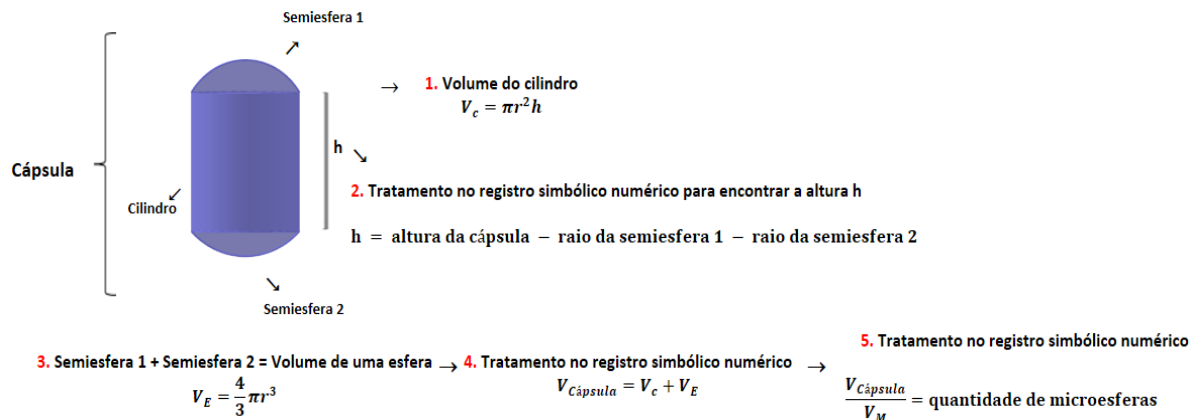 Semiesfera 1
1. Volume do cilindro
V_c = πr²h
h
Cápsula
2. Tratamento no registro simbólico numérico para encontrar a altura h
Cilindro
h = altura da cápsula − raio da semiesfera 1 − raio da semiesfera 2
Semiesfera 2
3. Semiesfera 1 + Semiesfera 2 = Volume de uma esfera → 4. Tratamento no registro simbólico numérico → 5. Tratamento no registro simbólico numérico
V_E = 4/3 πr³
V_Cápsula = V_c + V_E
V_Cápsula / V_M = quantidade de microesferas